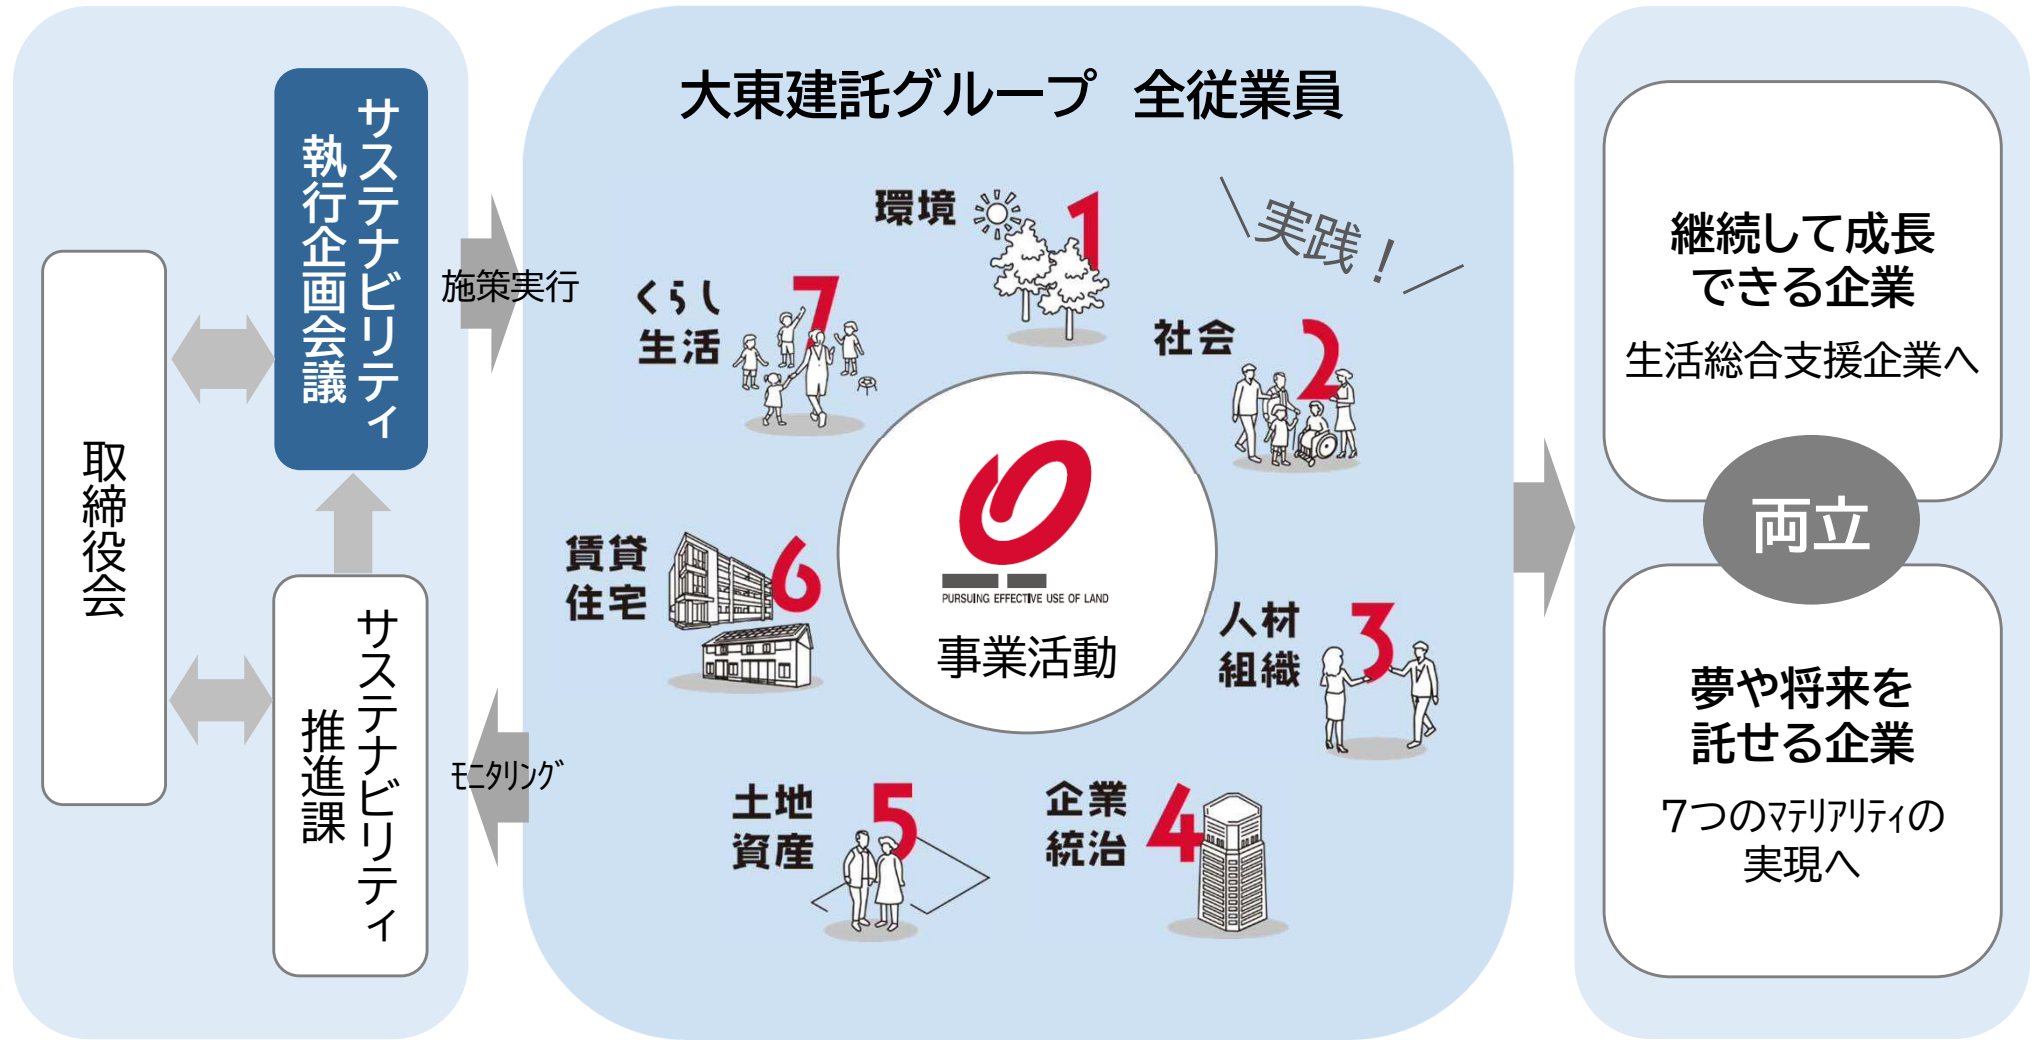 取締役会
サステナビリティ
執行企画会議
サステナビリティ
推進課
施策実行
ﾓﾆﾀﾘﾝｸﾞ
大東建託グループ 全従業員
\実践！/
環境
1
社会
2
人材
組織
3
企業
統治
4
土地
資産
5
賃貸
住宅
6
くらし
生活
7
PURSUING EFFECTIVE USE OF LAND
事業活動
継続して成長
できる企業
生活総合支援企業へ
両立
夢や将来を
託せる企業
7つのﾏﾃﾘｱﾘﾃｨの
実現へ